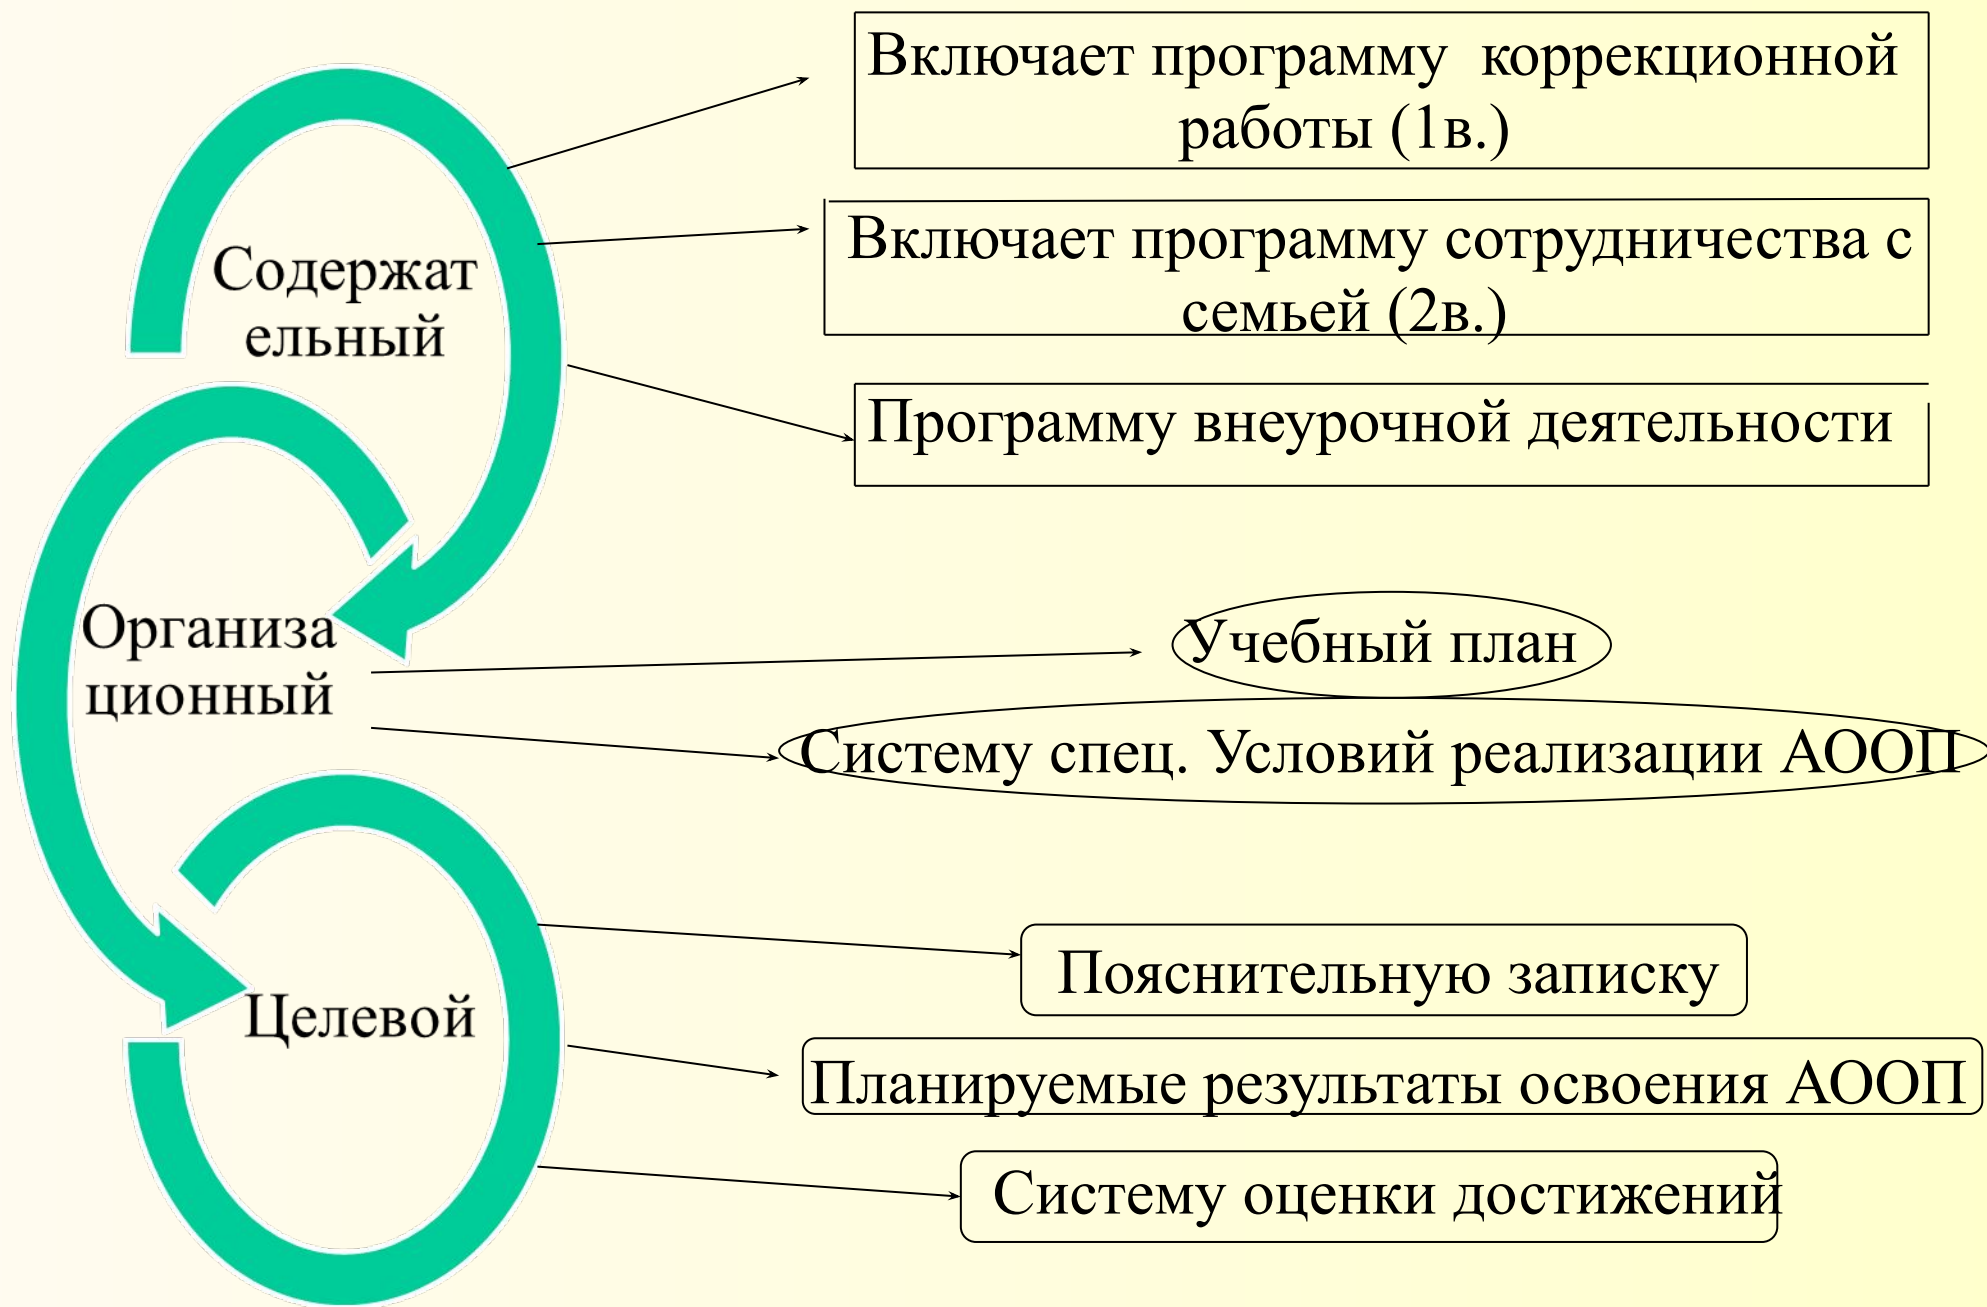 Включает программу коррекционной
работы (1в.)
Включает программу сотрудничества с
семьей (2в.)
Программу внеурочной деятельности
Содержат
ельный
Организа
ционный
Учебный план
Систему спец. Условий реализации АООП
Целевой
Пояснительную записку
Планируемые результаты освоения АООП
Систему оценки достижений